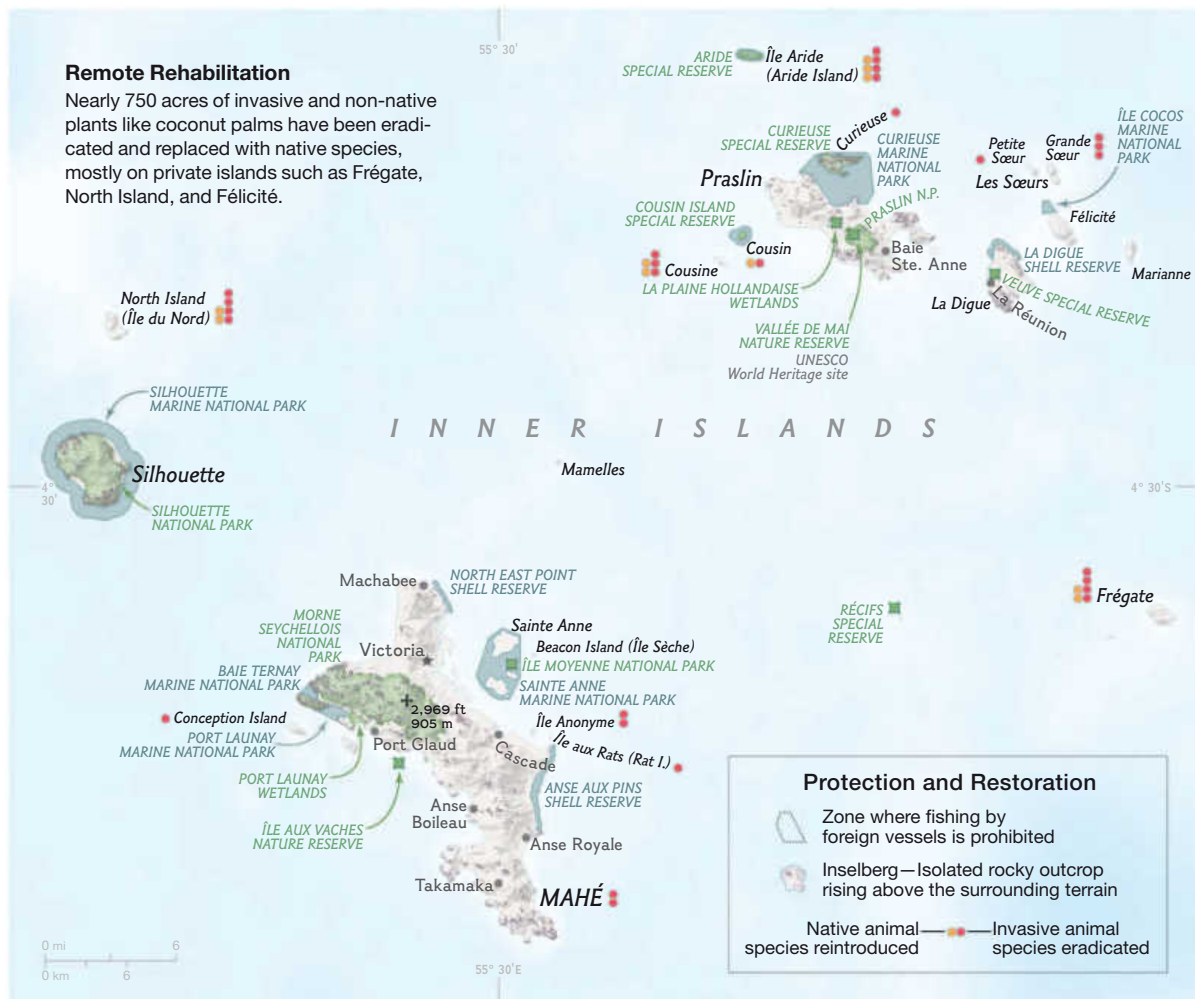 Remote Rehabilitation
Nearly 750 acres of invasive and non-native
plants like coconut palms have been eradi-
cated and replaced with native species,
mostly on private islands such as Frégate,
North Island, and Félicité.
55° 30'
ARIDE
SPECIAL RESERVE
Île Aride
(Aride Island)
CURIEUSE
SPECIAL RESERVE
Curieuse
CURIEUSE
MARINE
NATIONAL
PARK
Petite
Sœur
Grande
Sœur
Les Sœurs
ÎLE COCOS
MARINE
NATIONAL
PARK
Praslin
PRASLIN N.P.
Félicité
COUSIN ISLAND
SPECIAL RESERVE
Cousin
Cousine
Baie
Ste. Anne
LA DIGUE
SHELL RESERVE
Marianne
LA PLAINE HOLLANDAISE
WETLANDS
VEUVE SPECIAL RESERVE
La Digue
La Réunion
VALLÉE DE MAI
NATURE RESERVE
UNESCO
World Heritage site
North Island
(Île du Nord)
SILHOUETTE
MARINE NATIONAL PARK
INNER ISLANDS
Silhouette
Mamelles
4°
30'
4° 30'S
SILHOUETTE
NATIONAL PARK
Machabee
NORTH EAST POINT
SHELL RESERVE
Frégate
RÉCIFS
SPECIAL
RESERVE
MORNE
SEYCHELLOIS
NATIONAL
PARK
Sainte Anne
Beacon Island (Île Sèche)
Victoria
ÎLE MOYENNE NATIONAL PARK
BAIE TERNAY
MARINE NATIONAL PARK
SAINTE ANNE
MARINE NATIONAL PARK
2,969 ft
905 m
Conception Island
Île Anonyme
PORT LAUNAY
MARINE NATIONAL PARK
Port Glaud
Cascade
Île aux Rats (Rat I.)
PORT LAUNAY
WETLANDS
ANSE AUX PINS
SHELL RESERVE
Anse
Boileau
ÎLE AUX VACHES
NATURE RESERVE
Anse Royale
Takamaka
MAHÉ
Protection and Restoration
Zone where fishing by
foreign vessels is prohibited
Inselberg—Isolated rocky outcrop
rising above the surrounding terrain
Native animal
species reintroduced
Invasive animal
species eradicated
0 mi 6
0 km 6
55° 30'E